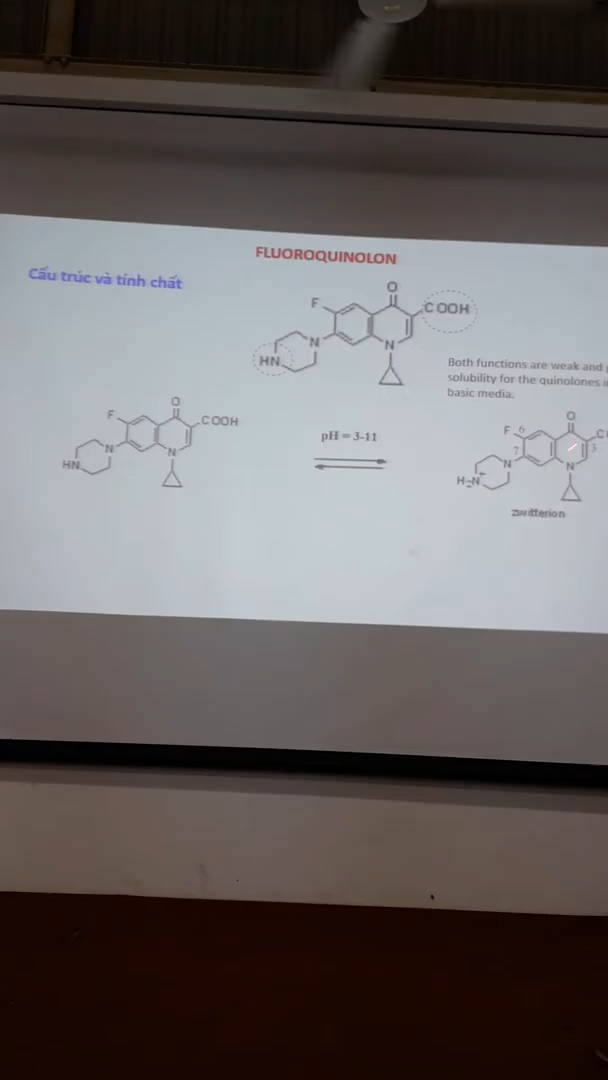 FLUOROQUINOLON
Cấu trúc và tính chất
O
F
COOH
N
HN
N
Both functions are weak and
solubility for the quinolones
basic media.
O
F
COOH
N
HN
N
pH = 3-11
O
F 6
C
7
3
N
H2N+
N
zwitterion